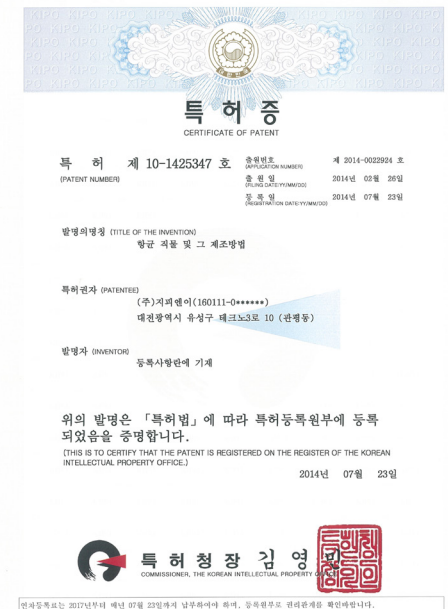 특허증
CERTIFICATE OF PATENT
특 허 제 10-1425347 호
(PATENT NUMBER)
출원번호 제 2014-0022924 호
(APPLICATION NUMBER)
출 원 일 2014년 02월 26일
(FILING DATE:YY/MM/DD)
등 록 일 2014년 07월 23일
(REGISTRATION DATE:YY/MM/DD)
발명의명칭 (TITLE OF THE INVENTION)
항균 직물 및 그 제조방법
특허권자 (PATENTEE)
(주)지피엔이(160111-0******)
대전광역시 유성구 테크노3로 10 (관평동)
발명자 (INVENTOR)
등록사항란에 기재
위의 발명은 「특허법」에 따라 특허등록원부에 등록
되었음을 증명합니다.
(THIS IS TO CERTIFY THAT THE PATENT IS REGISTERED ON THE REGISTER OF THE KOREAN
INTELLECTUAL PROPERTY OFFICE.)
2014년 07월 23일
특허청장 김영민
COMMISSIONER, THE KOREAN INTELLECTUAL PROPERTY
연차등록료는 2017년부터 매년 07월 23일까지 납부하여야 하며, 등록원부로 권리관계를 확인바랍니다.